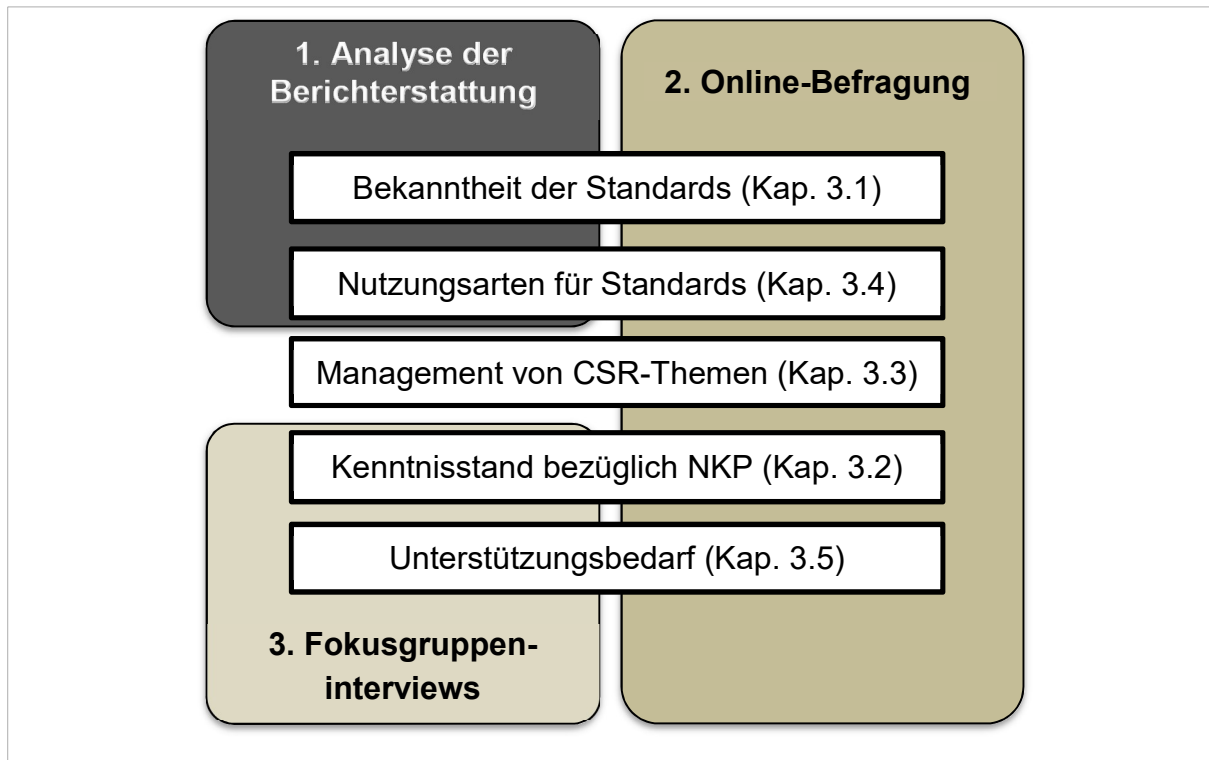 1. Analyse der
Berichterstattung
2. Online-Befragung
Bekanntheit der Standards (Kap. 3.1)
Nutzungsarten für Standards (Kap. 3.4)
Management von CSR-Themen (Kap. 3.3)
Kenntnisstand bezüglich NKP (Kap. 3.2)
Unterstützungsbedarf (Kap. 3.5)
3. Fokusgruppen-
interviews